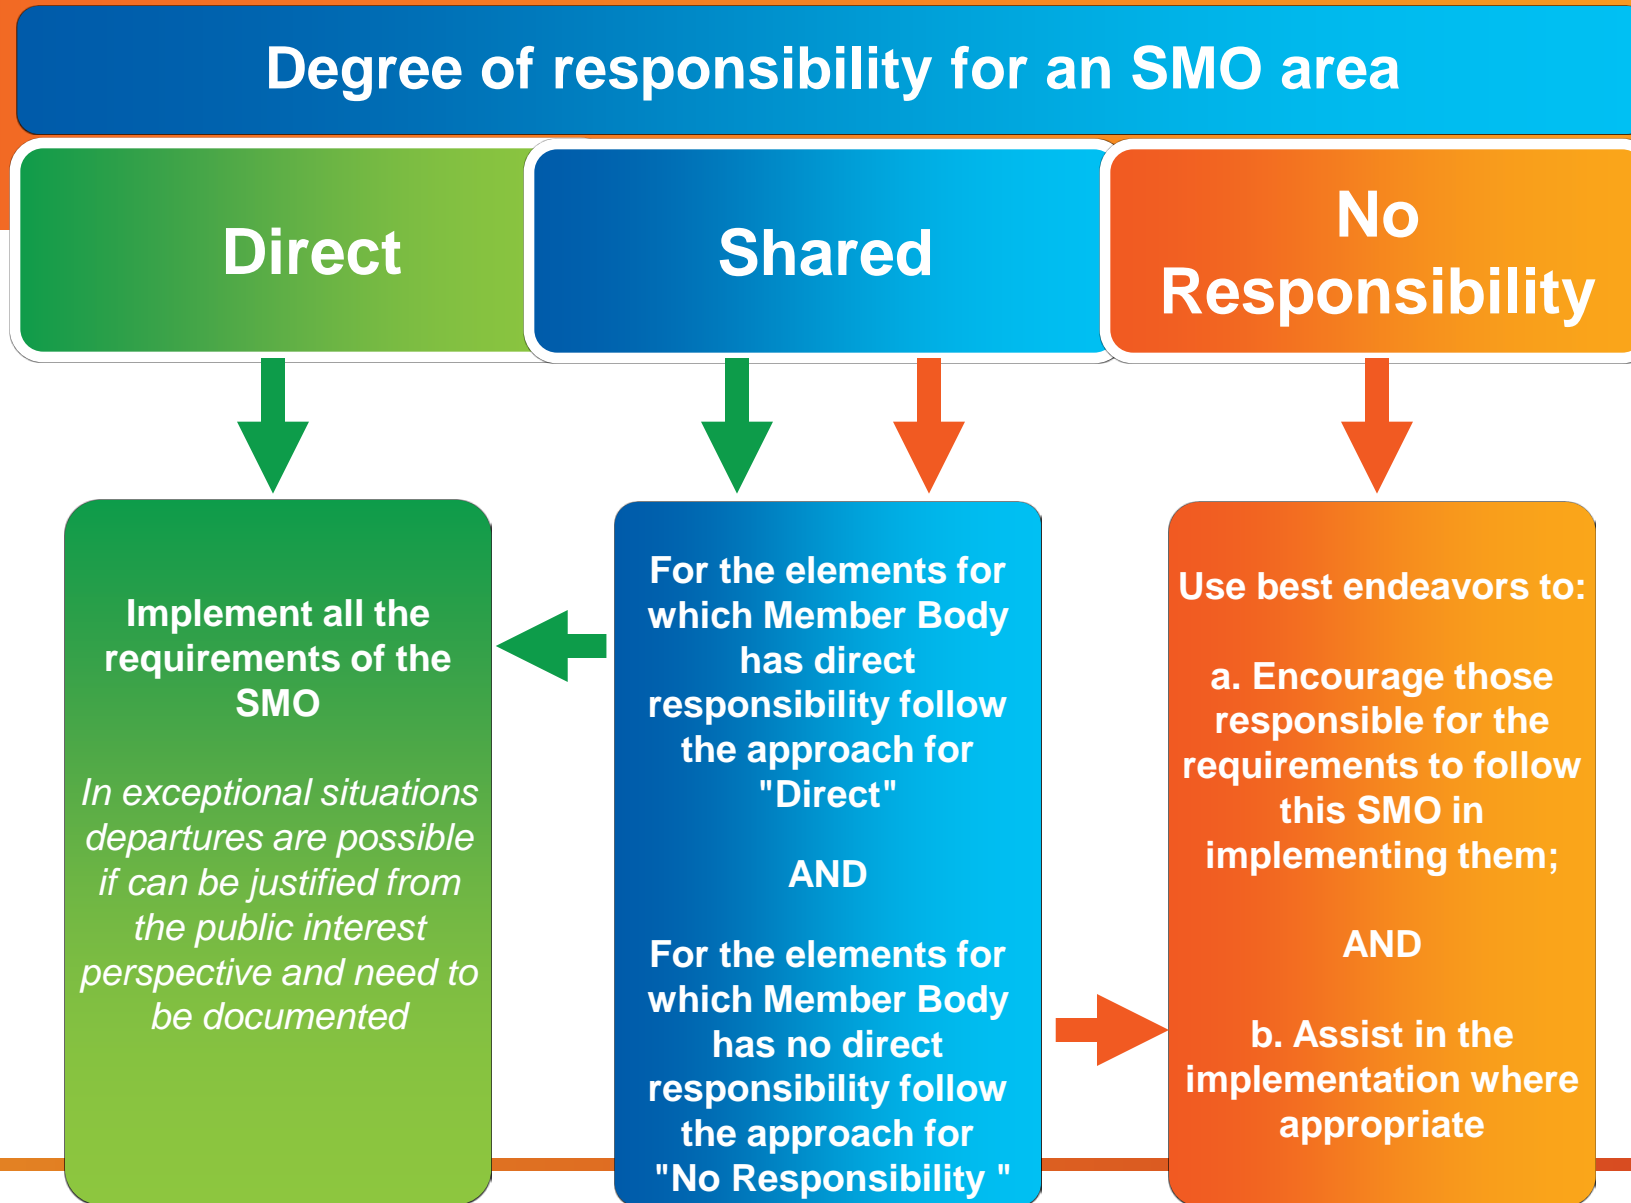 Degree of responsibility for an SMO area
Direct
Shared
No
Responsibility
Implement all the
requirements of the
SMO
In exceptional situations
departures are possible
if can be justified from
the public interest
perspective and need to
be documented
For the elements for
which Member Body
has direct
responsibility follow
the approach for
"Direct"
AND
For the elements for
which Member Body
has no direct
responsibility follow
the approach for
"No Responsibility "
Use best endeavors to:
a. Encourage those
responsible for the
requirements to follow
this SMO in
implementing them;
AND
b. Assist in the
implementation where
appropriate